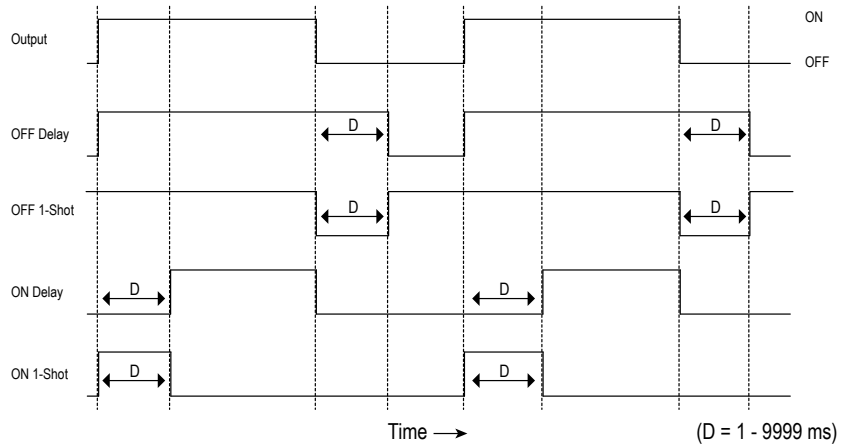 Output
ON
OFF
OFF Delay
D
D
OFF 1-Shot
D
D
ON Delay
D
D
ON 1-Shot
D
D
Time → (D = 1 - 9999 ms)